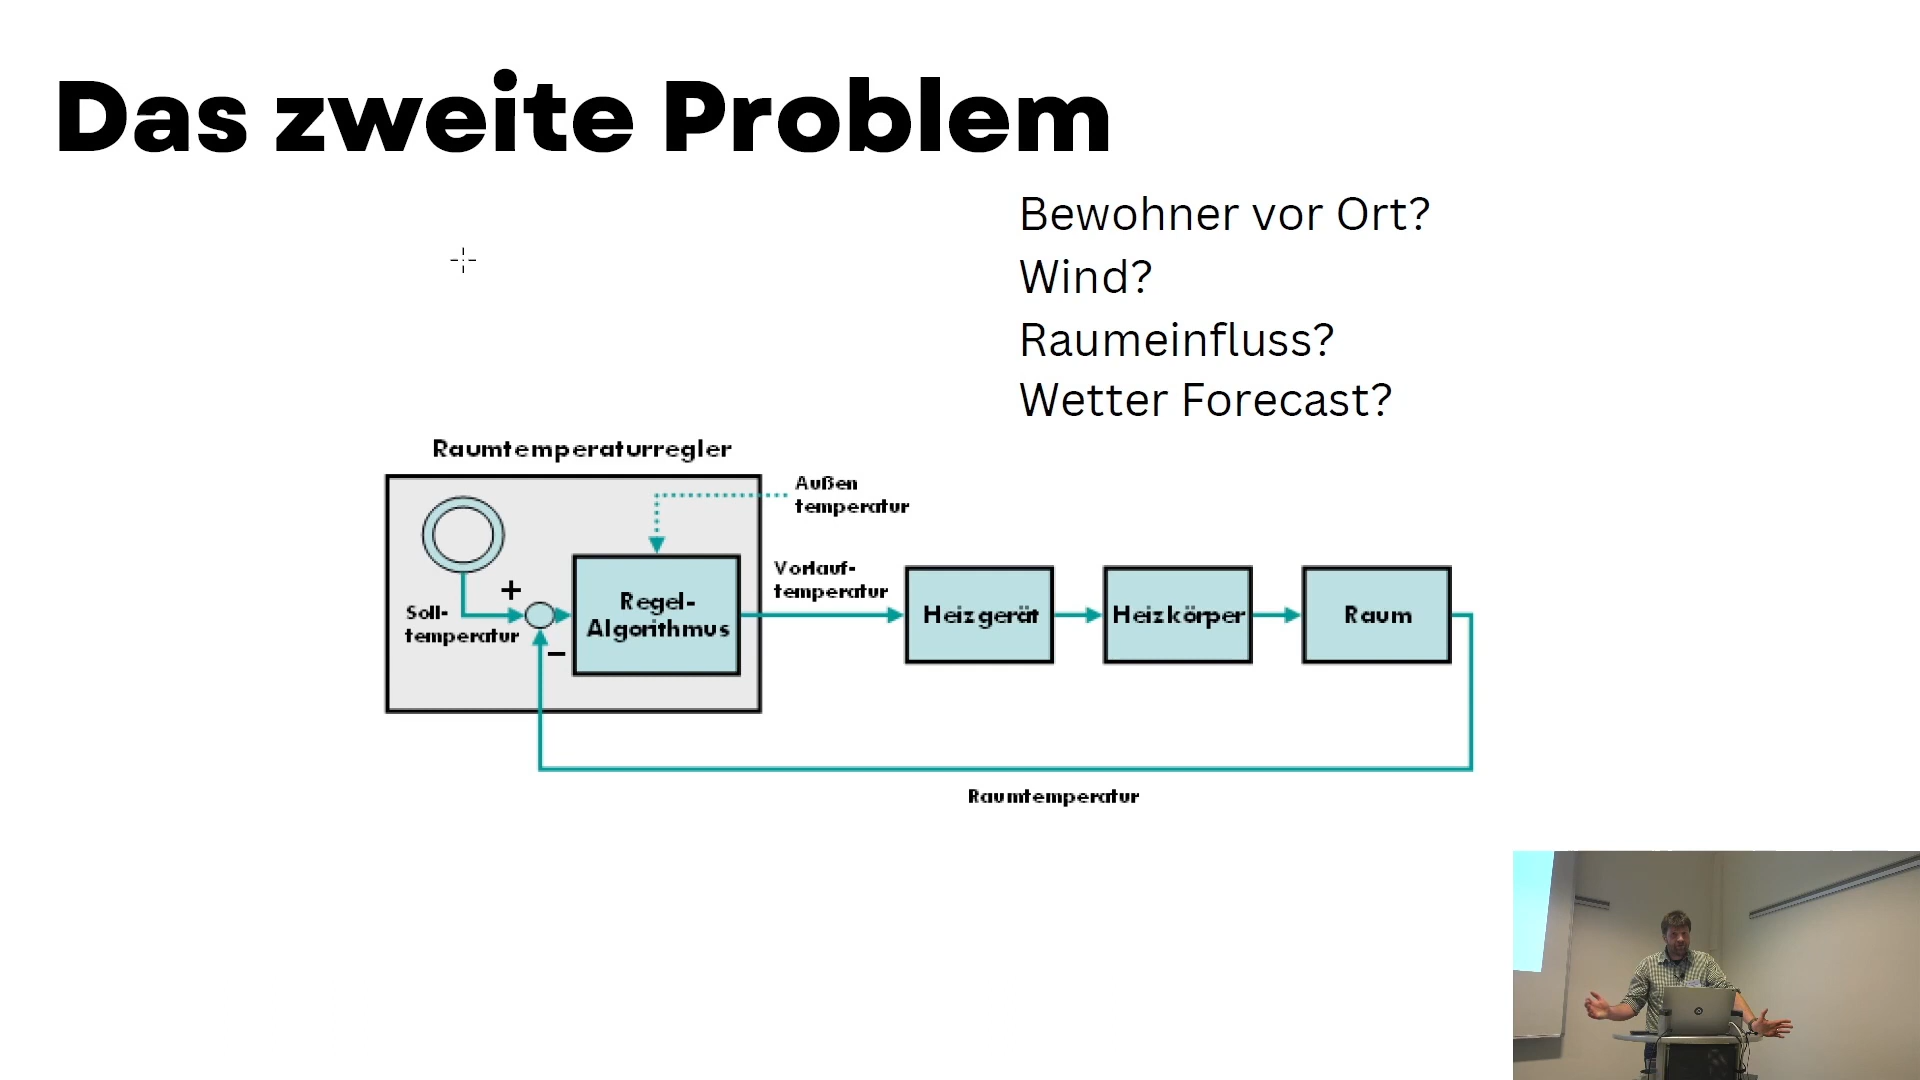 Das zweite Problem
Bewohner vor Ort?
Wind?
Raumeinfluss?
Wetter Forecast?
Raumtemperaturregler
Außen
temperatur
+
Soll-
temperatur
−
Regel-
Algorithmus
Vorlauf-
temperatur
Heizgerät
Heizkörper
Raum
Raumtemperatur